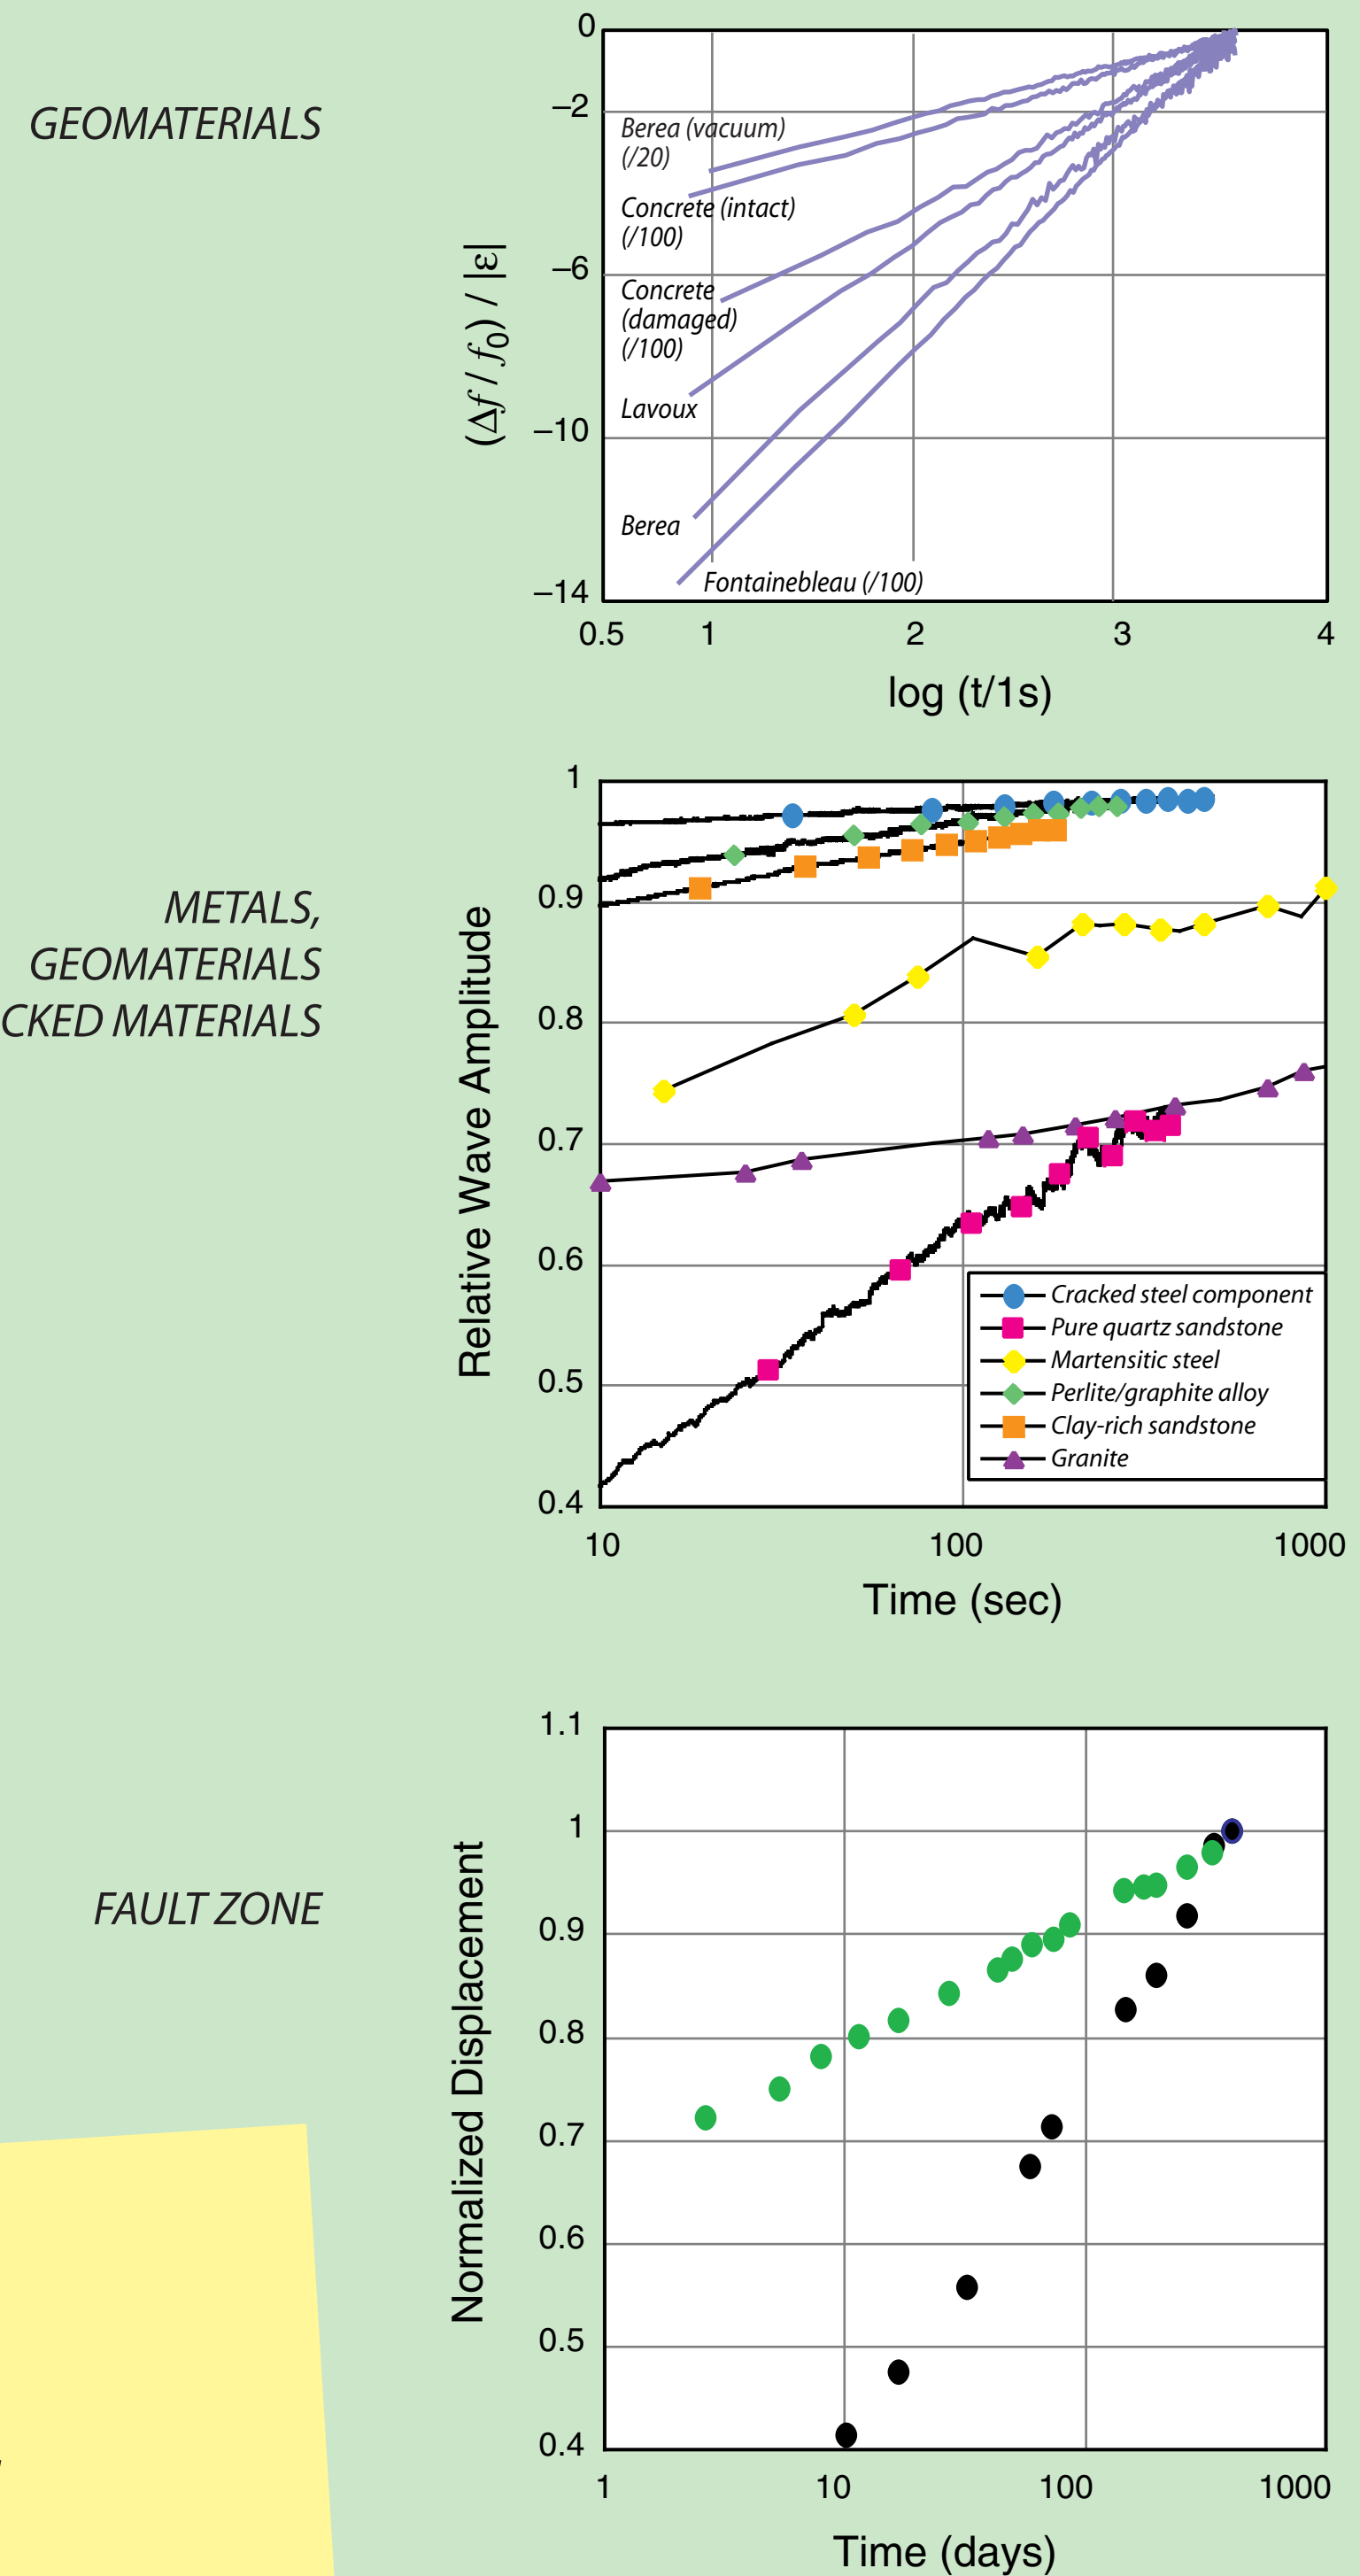 GEOMATERIALS
0
–2
–6
–10
–14
(Δf / f0) / |ε|
Berea (vacuum)
(/20)
Concrete (intact)
(/100)
Concrete
(damaged)
(/100)
Lavoux
Berea
Fontainebleau (/100)
0.5 1 2 3 4
log (t/1s)
METALS,
GEOMATERIALS
CKED MATERIALS
1
0.9
0.8
0.7
0.6
0.5
0.4
Relative Wave Amplitude
Cracked steel component
Pure quartz sandstone
Martensitic steel
Perlite/graphite alloy
Clay-rich sandstone
Granite
10 100 1000
Time (sec)
FAULT ZONE
1.1
1
0.9
0.8
0.7
0.6
0.5
0.4
Normalized Displacement
1 10 100 1000
Time (days)